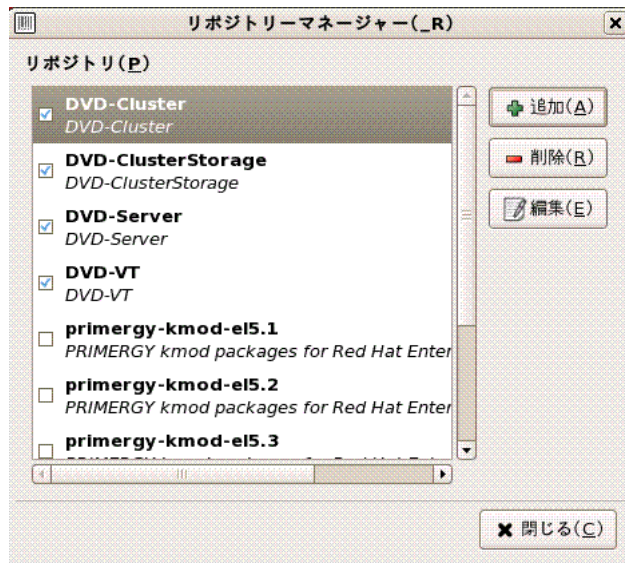 リポジトリーマネージャー(_R)
リポジトリ(P)
DVD-Cluster
DVD-Cluster
DVD-ClusterStorage
DVD-ClusterStorage
DVD-Server
DVD-Server
DVD-VT
DVD-VT
primergy-kmod-el5.1
PRIMERGY kmod packages for Red Hat Enter
primergy-kmod-el5.2
PRIMERGY kmod packages for Red Hat Enter
primergy-kmod-el5.3
追加(A)
削除(R)
編集(E)
閉じる(C)